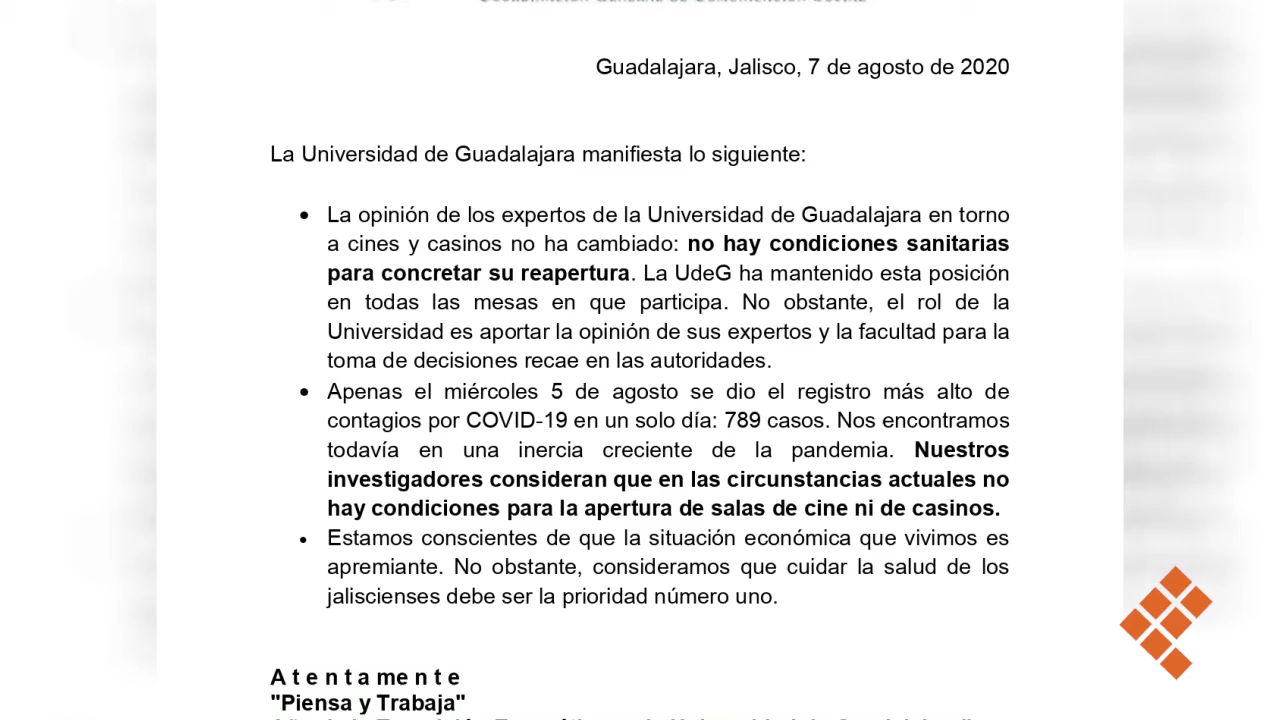 Guadalajara, Jalisco, 7 de agosto de 2020
La Universidad de Guadalajara manifiesta lo siguiente:
• La opinión de los expertos de la Universidad de Guadalajara en torno
a cines y casinos no ha cambiado: no hay condiciones sanitarias
para concretar su reapertura. La UdeG ha mantenido esta posición
en todas las mesas en que participa. No obstante, el rol de la
Universidad es aportar la opinión de sus expertos y la facultad para la
toma de decisiones recae en las autoridades.
• Apenas el miércoles 5 de agosto se dio el registro más alto de
contagios por COVID-19 en un solo día: 789 casos. Nos encontramos
todavía en una inercia creciente de la pandemia. Nuestros
investigadores consideran que en las circunstancias actuales no
hay condiciones para la apertura de salas de cine ni de casinos.
• Estamos conscientes de que la situación económica que vivimos es
apremiante. No obstante, consideramos que cuidar la salud de los
jaliscienses debe ser la prioridad número uno.
A t e n t a m e n t e
"Piensa y Trabaja"